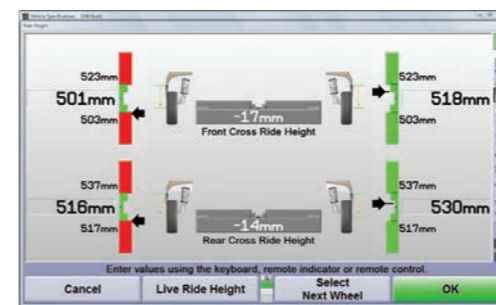 Vehicle Specifications
Ride Height
523mm 523mm
501mm 518mm
503mm 503mm
-17mm
Front Cross Ride Height
537mm 537mm
516mm 530mm
517mm 517mm
-14mm
Rear Cross Ride Height
Enter values using the keyboard, remote indicator or remote control.
Cancel Live Ride Height Select Next Wheel OK